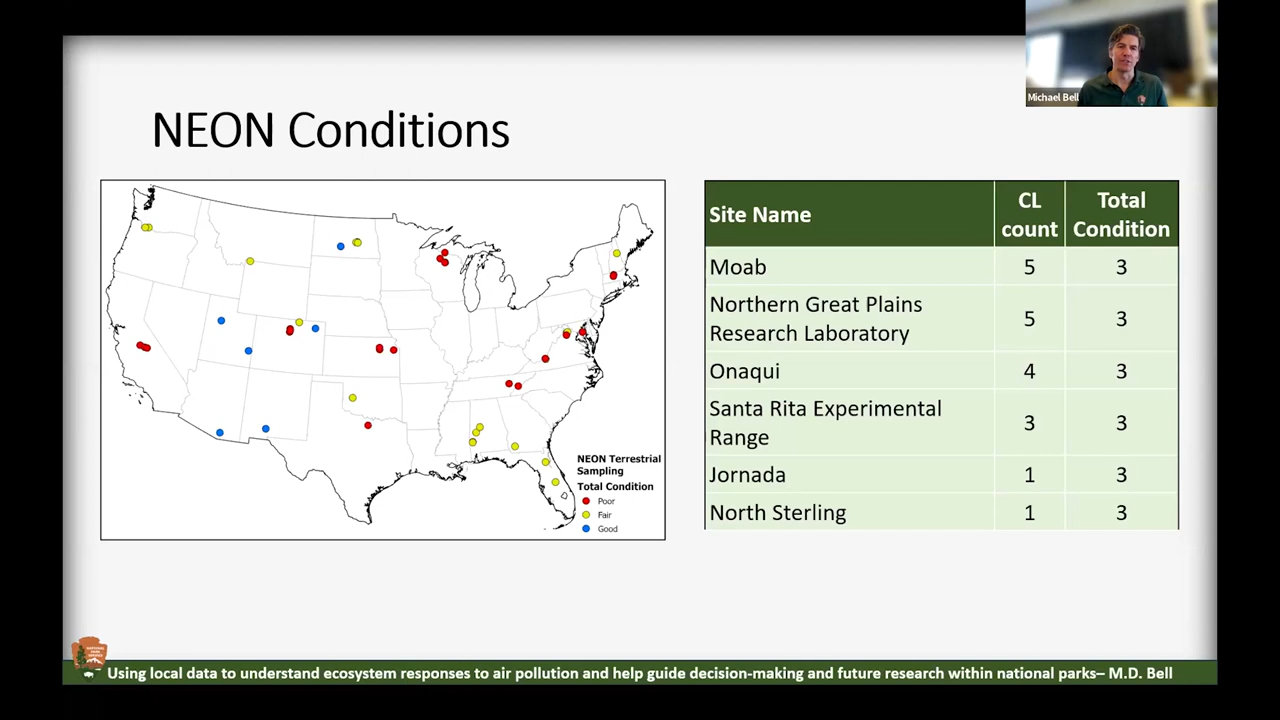 Michael Bell
NEON Conditions
NEON Terrestrial
Sampling
Total Condition
Poor
Fair
Good
Site Name
CL
count
Total
Condition
Moab 5 3
Northern Great Plains
Research Laboratory 5 3
Onaqui 4 3
Santa Rita Experimental
Range 3 3
Jornada 1 3
North Sterling 1 3
NATIONAL
PARK
SERVICE
Using local data to understand ecosystem responses to air pollution and help guide decision-making and future research within national parks– M.D. Bell